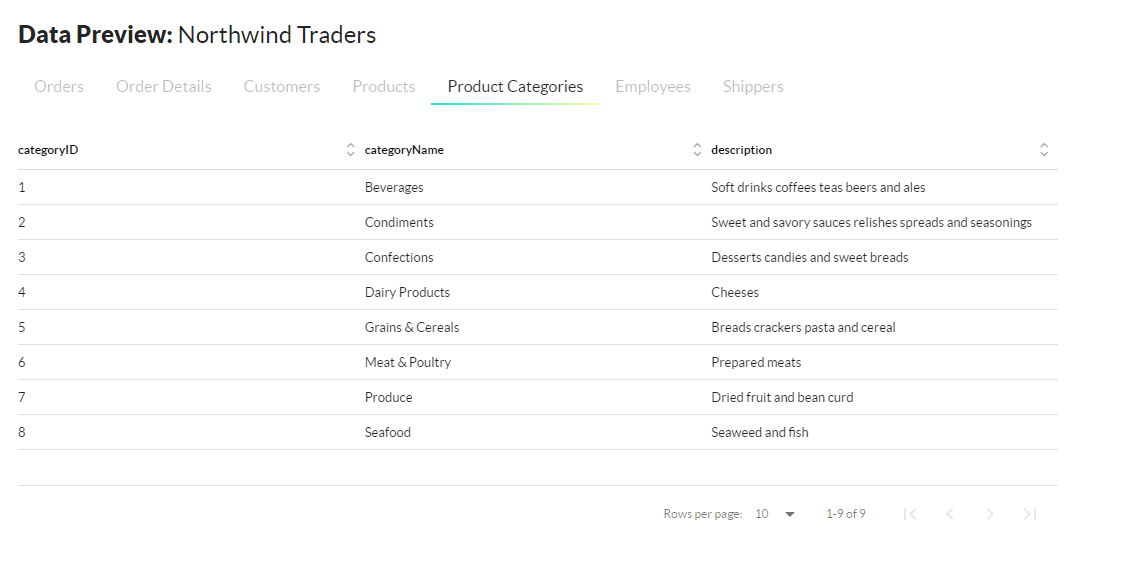 Data Preview: Northwind Traders
Orders Order Details Customers Products Product Categories Employees Shippers
categoryID categoryName description
1 Beverages Soft drinks coffees teas beers and ales
2 Condiments Sweet and savory sauces relishes spreads and seasonings
3 Confections Desserts candies and sweet breads
4 Dairy Products Cheeses
5 Grains & Cereals Breads crackers pasta and cereal
6 Meat & Poultry Prepared meats
7 Produce Dried fruit and bean curd
8 Seafood Seaweed and fish
Rows per page: 10 1-9 of 9